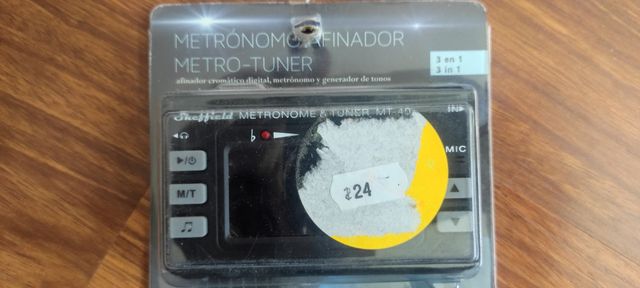 METRÓNOMO/AFINADOR
METRO-TUNER
afinador cromático digital, metrónomo y generador de tonos
3 en 1
3 in 1
Sheffield METRONOME & TUNER MT-40 IN
MIC
M/T
24